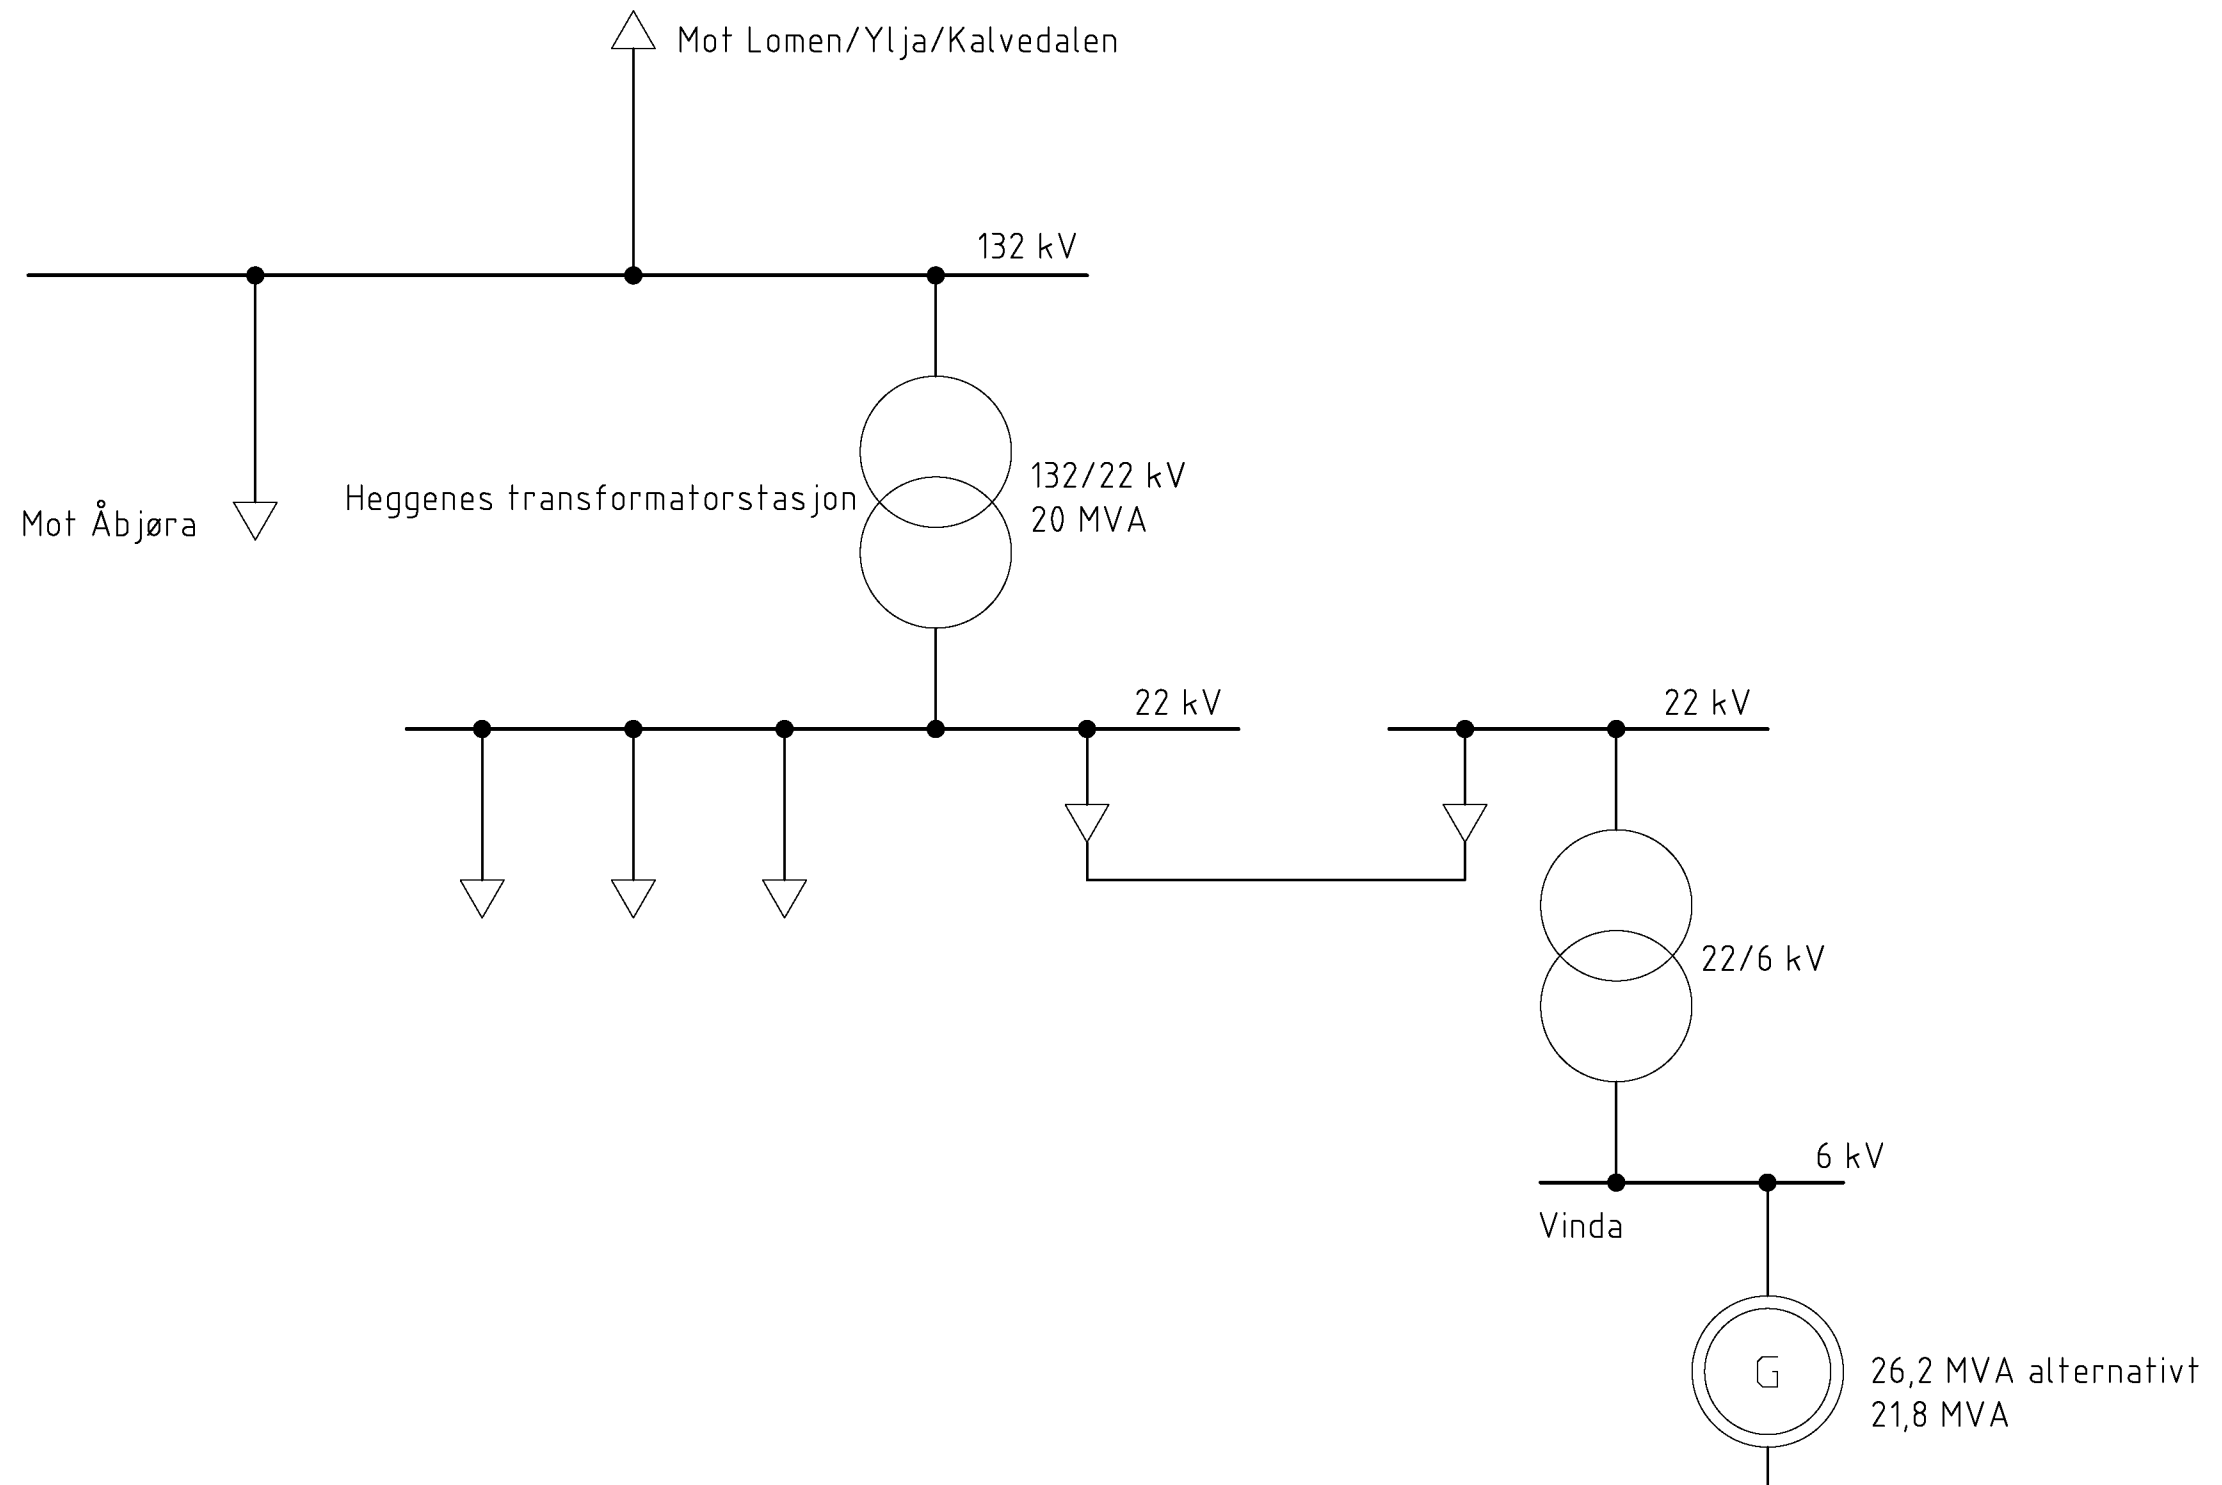 Mot Lomen/Ylja/Kalvedalen
132 kV
132/22 kV
Heggenes transformatorstasjon
20 MVA
Mot Åbjøra
22 kV
22 kV
22/6 kV
6 kV
Vinda
G
26,2 MVA alternativt
21,8 MVA